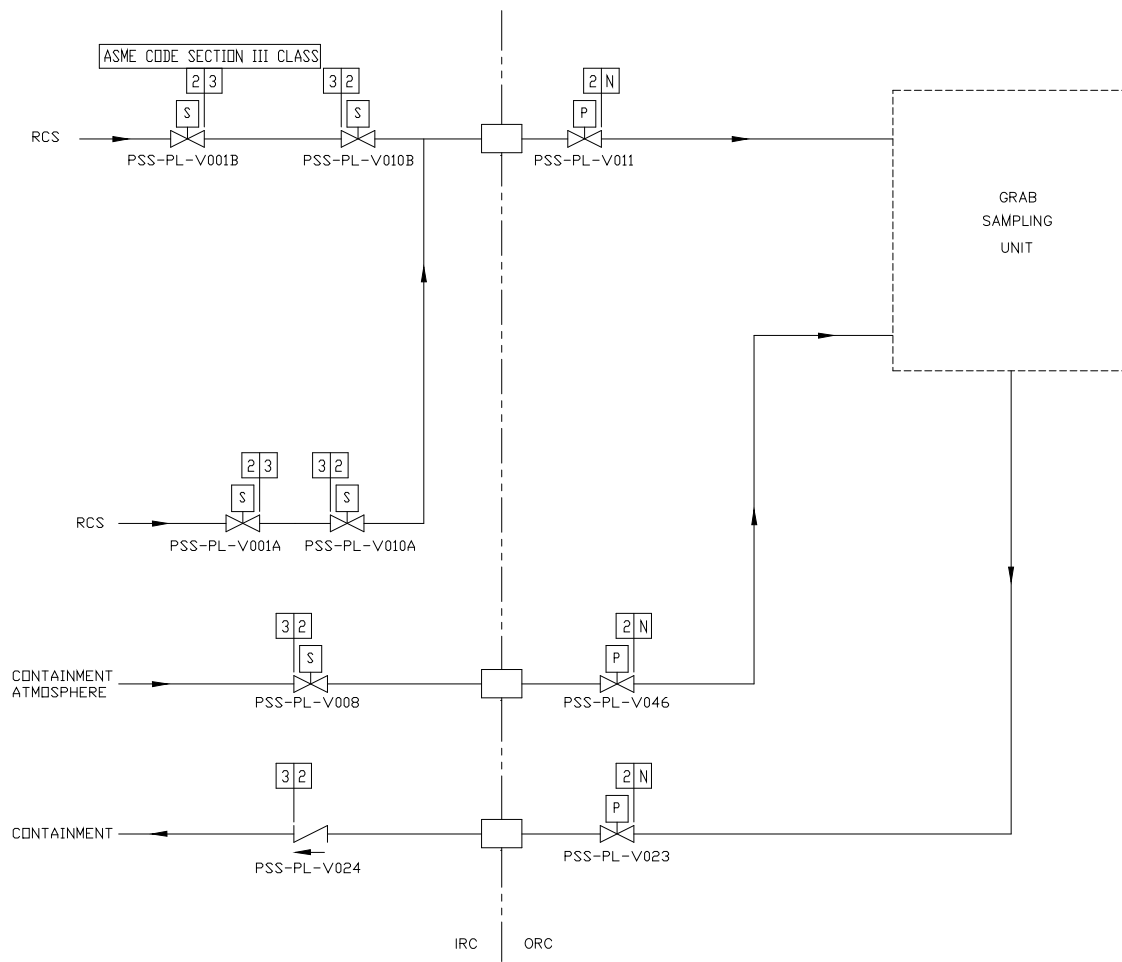 ASME CODE SECTION III CLASS
2 3
3 2
2 N
S
S
P
RCS
PSS-PL-V001B
PSS-PL-V010B
PSS-PL-V011
GRAB
SAMPLING
UNIT
2 3
3 2
S
S
RCS
PSS-PL-V001A
PSS-PL-V010A
3 2
2 N
S
P
CONTAINMENT
ATMOSPHERE
PSS-PL-V008
PSS-PL-V046
3 2
2 N
P
CONTAINMENT
PSS-PL-V024
PSS-PL-V023
IRC
ORC